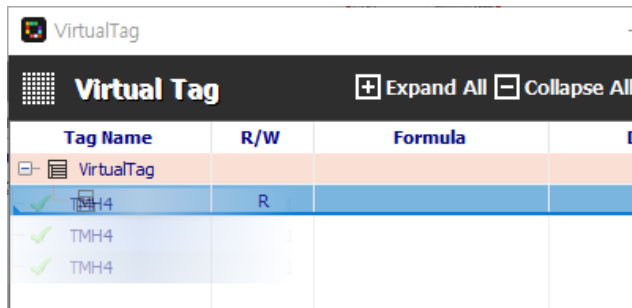 VirtualTag
Virtual Tag
Expand All
Collapse All
Tag Name R/W Formula
VirtualTag
TMH4 R
TMH4
TMH4